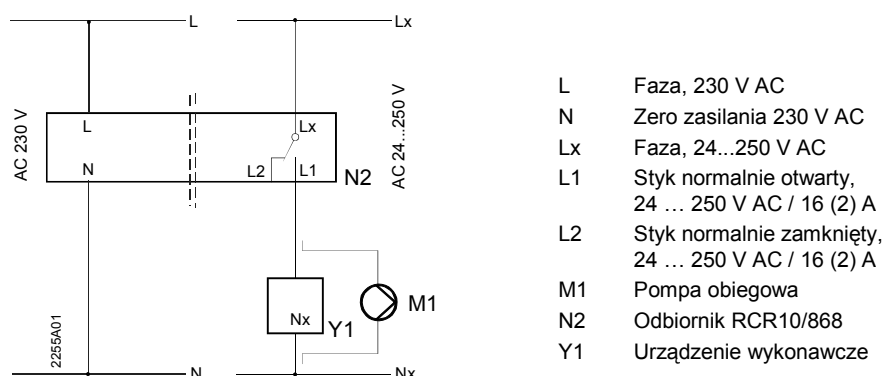 L
Lx
AC 230 V
L
Lx
N
L2
L1
N2
AC 24...250 V
Nx
Y1
M1
2255A01
N
Nx
L Faza, 230 V AC
N Zero zasilania 230 V AC
Lx Faza, 24...250 V AC
L1 Styk normalnie otwarty,
24 … 250 V AC / 16 (2) A
L2 Styk normalnie zamknięty,
24 … 250 V AC / 16 (2) A
M1 Pompa obiegowa
N2 Odbiornik RCR10/868
Y1 Urządzenie wykonawcze